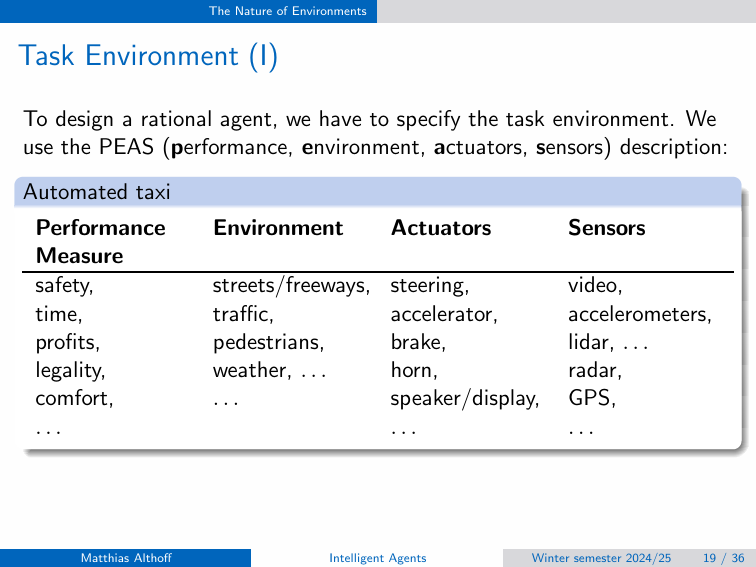 The Nature of Environments
Task Environment (I)
To design a rational agent, we have to specify the task environment. We
use the PEAS (performance, environment, actuators, sensors) description:
Automated taxi
Performance Measure Environment Actuators Sensors
safety, streets/freeways, steering, video,
time, traffic, accelerator, accelerometers,
profits, pedestrians, brake, lidar, ...
legality, weather, ... horn, radar,
comfort, ... speaker/display, GPS,
... ... ...
Matthias Althoff Intelligent Agents Winter semester 2024/25 19 / 36